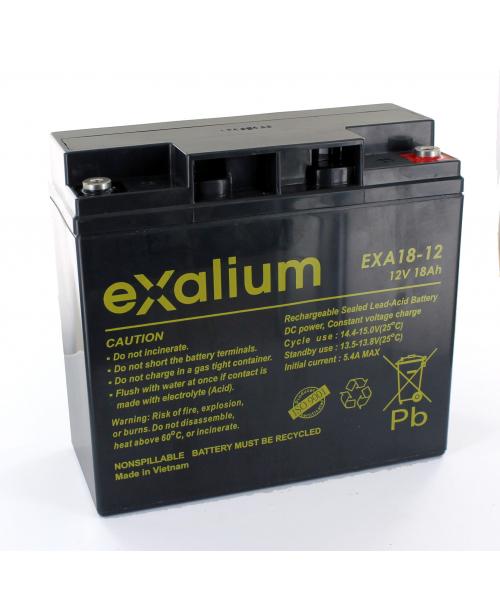 exalium
EXA18-12
12V 18Ah
Rechargeable Sealed Lead-Acid Battery
DC power, Constant voltage charge
Cycle use : 14.4-15.0V(25°C)
Standby use : 13.5-13.8V(25°C)
Initial current : 5.4A MAX
CAUTION
• Do not incinerate.
• Do not short the battery terminals.
• Do not charge in a gas tight container.
• Flush with water at once if contact is
made with electrolyte (Acid).
Warning: Risk of fire, explosion,
or burns. Do not disassemble,
heat above 60°C, or incinerate.
ISO 9001
Pb
NONSPILLABLE BATTERY MUST BE RECYCLED
Made in Vietnam